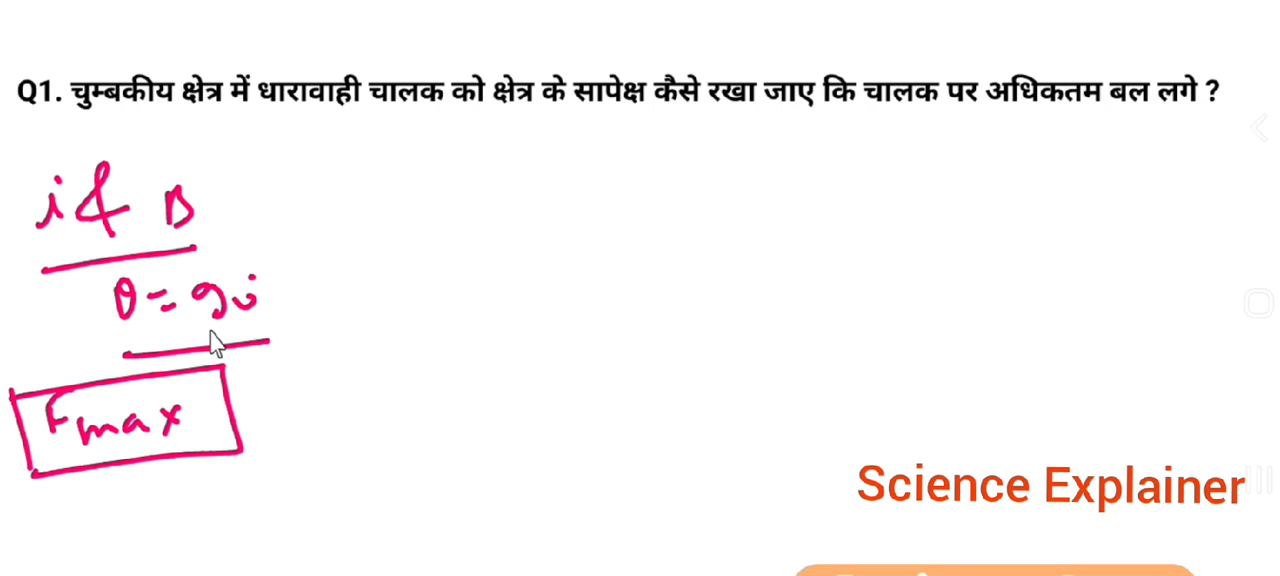 Q1. चुम्बकीय क्षेत्र में धारावाही चालक को क्षेत्र के सापेक्ष कैसे रखा जाए कि चालक पर अधिकतम बल लगे ?
i & B
θ = 90
Fmax
Science Explainer